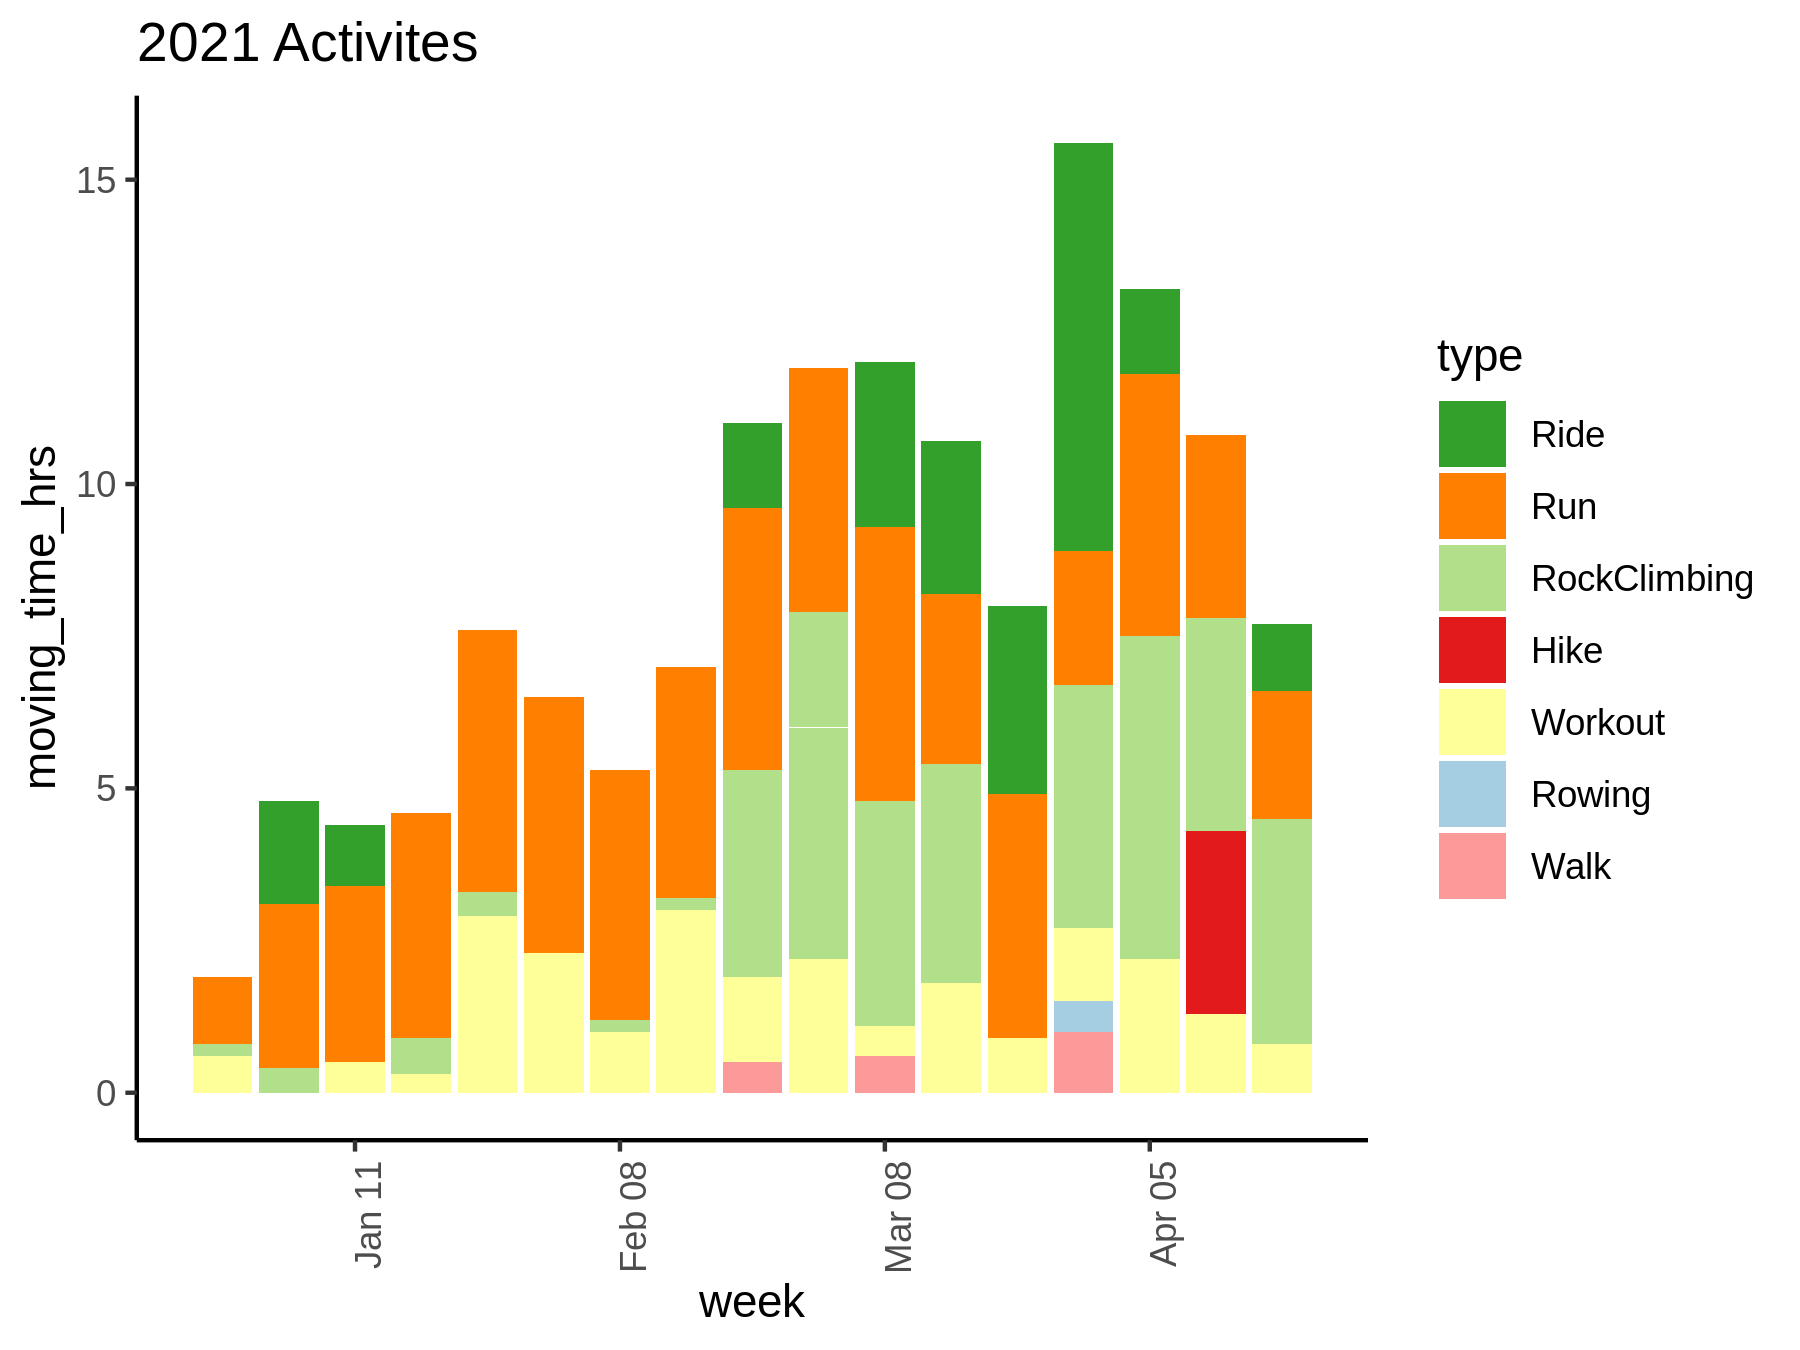 2021 Activites
moving_time_hrs
15
10
5
0
Jan 11
Feb 08
Mar 08
Apr 05
week
type
Ride
Run
RockClimbing
Hike
Workout
Rowing
Walk